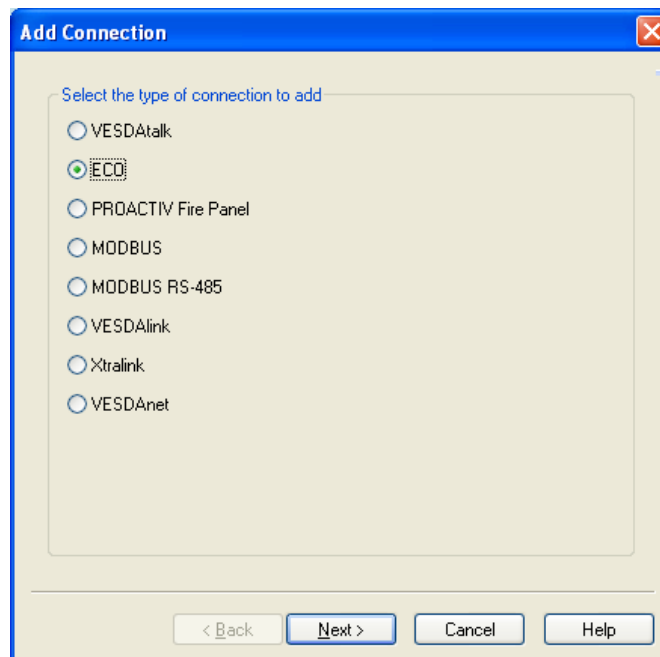 Add Connection
Select the type of connection to add
VESDAtalk
ECO
PROACTIV Fire Panel
MODBUS
MODBUS RS-485
VESDAlink
Xtralink
VESDAnet
< Back Next > Cancel Help